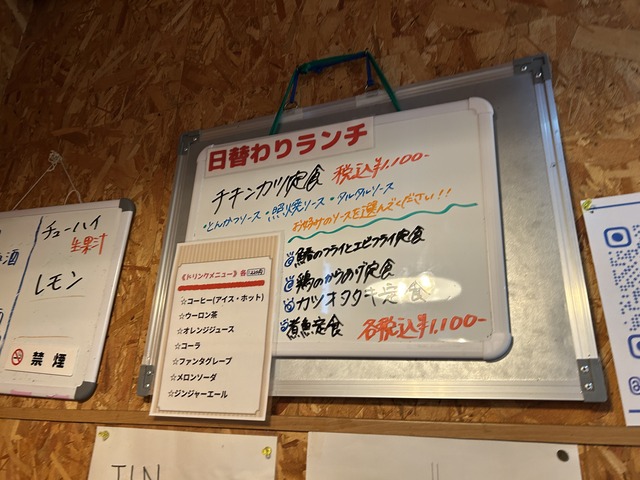 日替わりランチ
チキンカツ定食 税込¥1,100-
・とんかつソース・照焼ソース・タルタルソース
お好みのソースを選んでください!!
鯵のフライとエビフライ定食
鶏のからあげ定食
カツオタタキ定食
煮魚定食 各税込¥1,100-
《ドリンクメニュー》各
☆コーヒー(アイス・ホット)
☆ウーロン茶
☆オレンジジュース
☆コーラ
☆ファンタグレープ
☆メロンソーダ
☆ジンジャーエール
チューハイ
生果汁
レモン
酒
禁煙
TIN